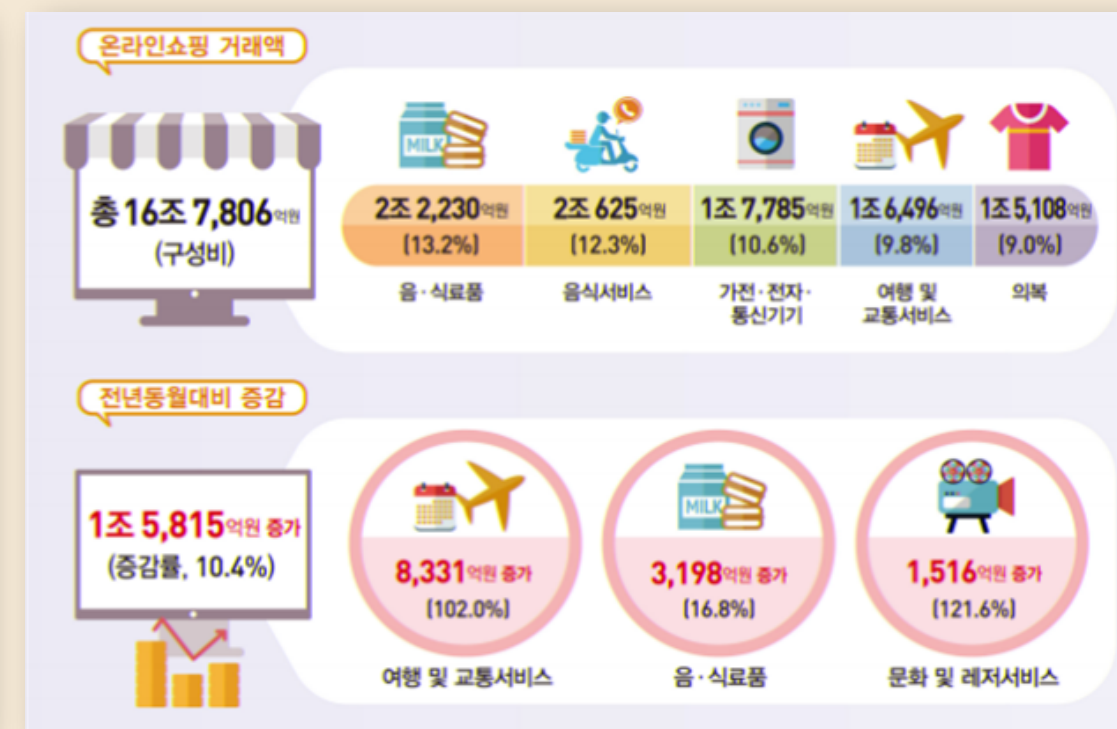 온라인쇼핑 거래액
MILK
총 16조 7,806억원
(구성비)
2조 2,230억원 2조 625억원 1조 7,785억원 1조 6,496억원 1조 5,108억원
(13.2%) (12.3%) (10.6%) (9.8%) (9.0%)
음·식료품 음식서비스 가전·전자· 여행 및 의복
통신기기 교통서비스
전년동월대비 증감
MILK
1조 5,815억원 증가
(증감률, 10.4%)
8,331억원 증가 3,198억원 증가 1,516억원 증가
(102.0%) (16.8%) (121.6%)
여행 및 교통서비스 음·식료품 문화 및 레저서비스